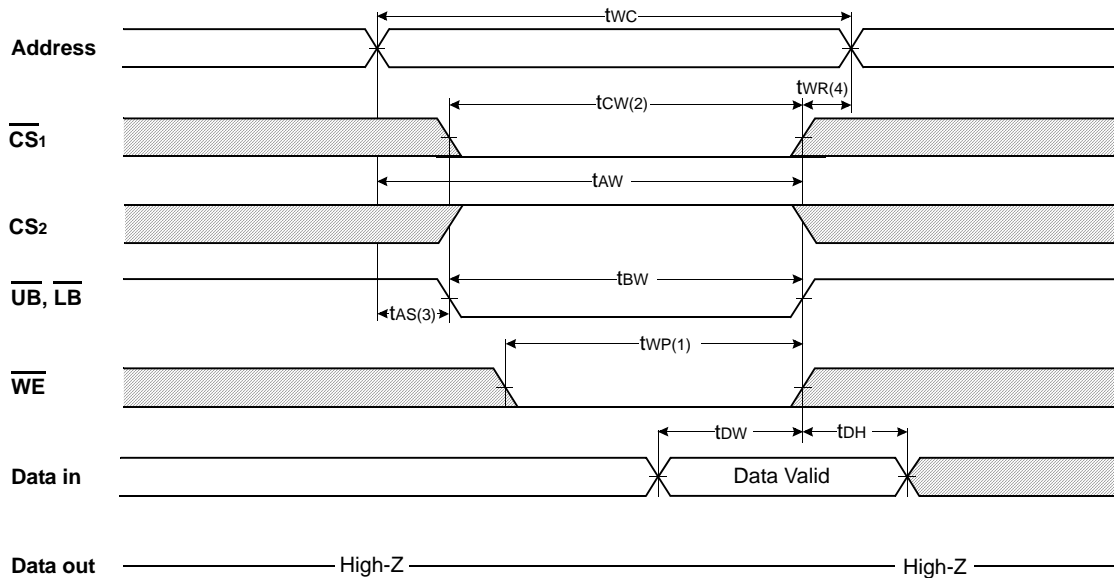 tWC
Address
tCW(2)
tWR(4)
CS1
tAW
CS2
tBW
UB, LB
tAS(3)
tWP(1)
WE
tDW
tDH
Data in
Data Valid
Data out
High-Z
High-Z